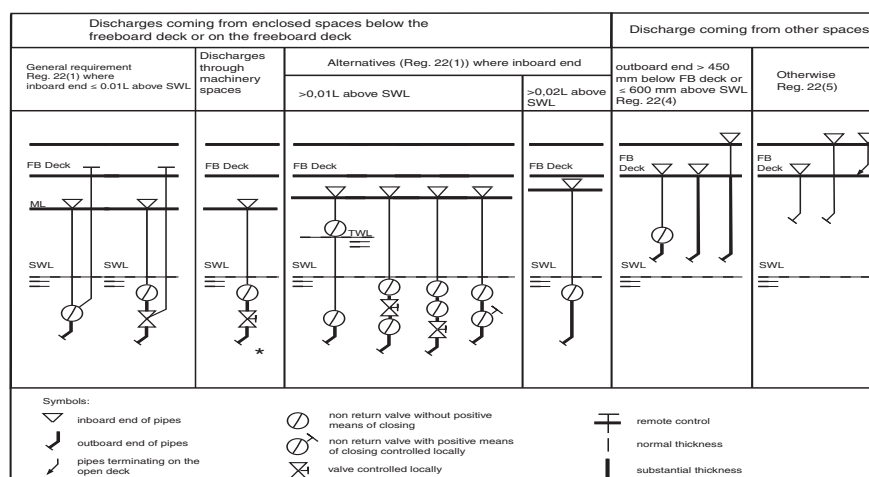 Discharges coming from enclosed spaces below the
freeboard deck or on the freeboard deck
Discharge coming from other spaces
General requirement
Reg. 22(1) where
inboard end ≤ 0.01L above SWL
Discharges
through
machinery
spaces
Alternatives (Reg. 22(1)) where inboard end
>0,01L above SWL
>0,02L above
SWL
outboard end > 450
mm below FB deck or
≤ 600 mm above SWL
Reg. 22(4)
Otherwise
Reg. 22(5)
FB Deck
FB Deck
FB Deck
FB Deck
FB
Deck
FB
Deck
ML
TWL
SWL
SWL
SWL
SWL
SWL
SWL
SWL
*
Symbols:
inboard end of pipes
outboard end of pipes
pipes terminating on the
open deck
non return valve without positive
means of closing
non return valve with positive means
of closing controlled locally
valve controlled locally
remote control
normal thickness
substantial thickness